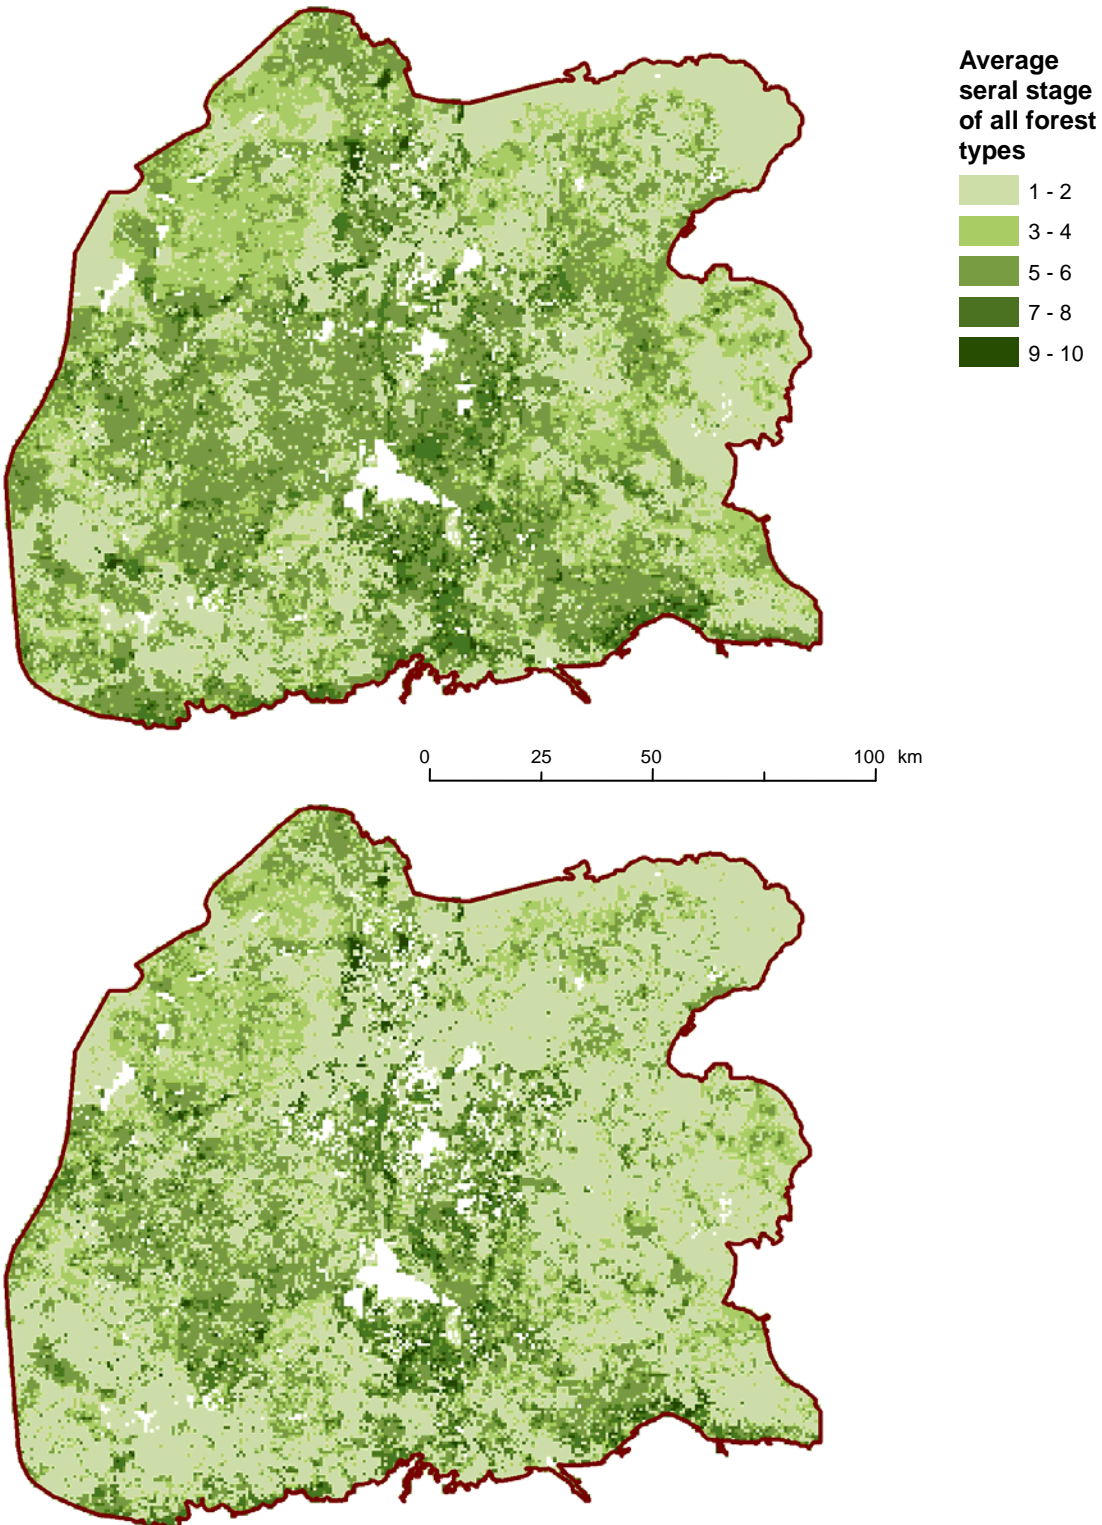 Average
seral stage
of all forest
types
1 - 2
3 - 4
5 - 6
7 - 8
9 - 10
0 25 50 100 km